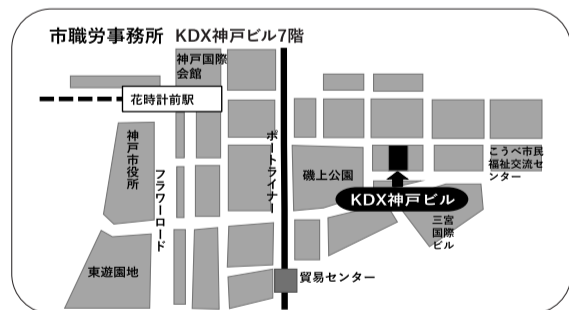 市職労事務所 KDX神戸ビル7階
神戸国際
会館
花時計前駅
神戸市役所
フラワーロード
ポートライナー
磯上公園
こうべ市民
福祉交流セ
ンター
KDX神戸ビル
三宮
国際
ビル
東遊園地
貿易センター